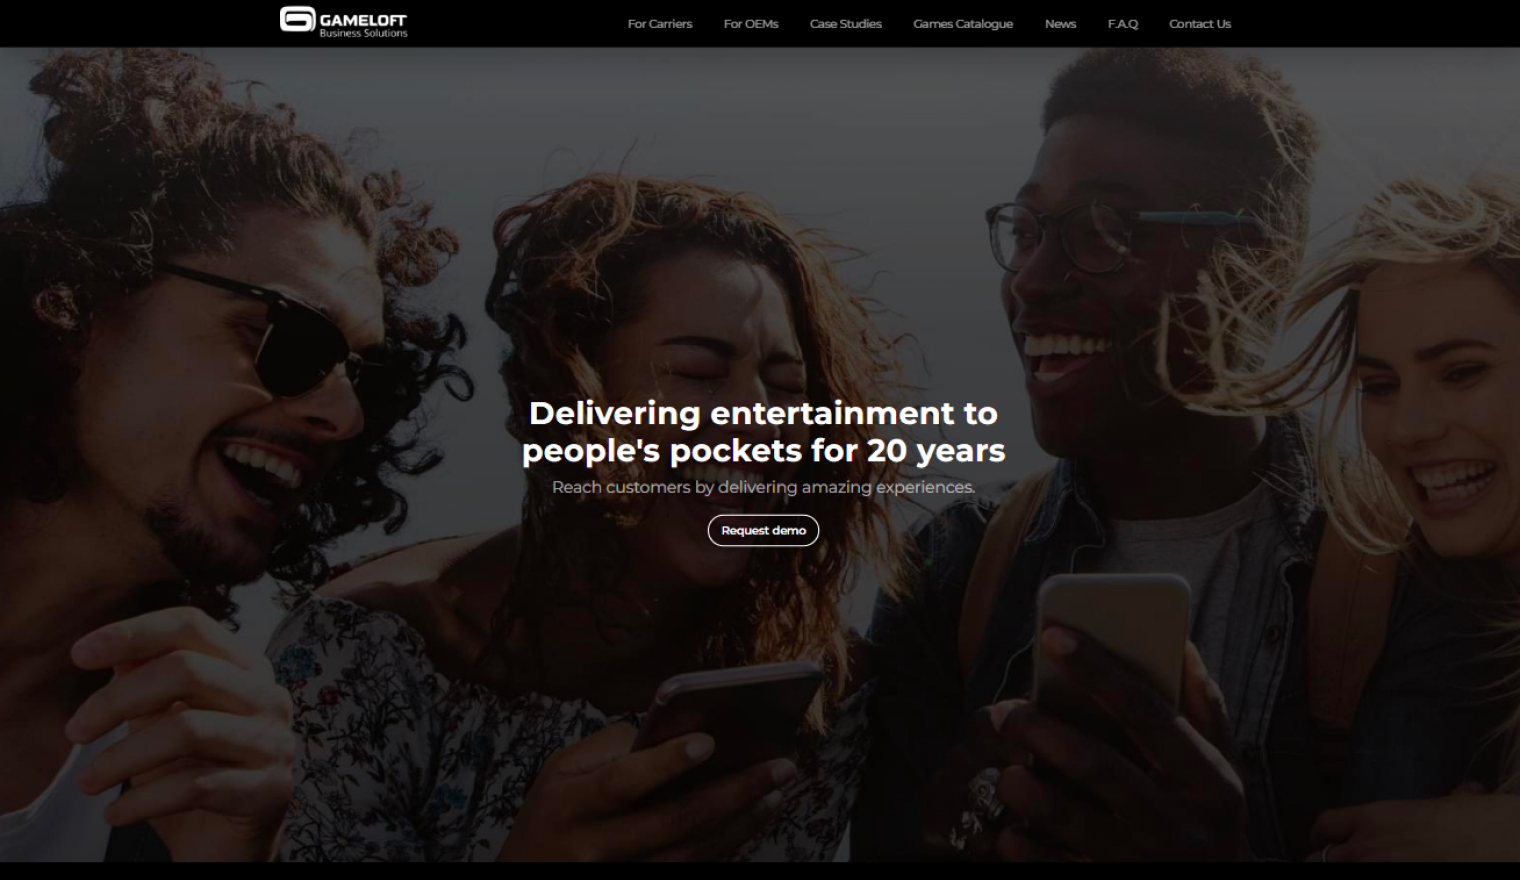 GAMELOFT
Business Solutions
For Carriers
For OEMs
Case Studies
Games Catalogue
News
F.A.Q
Contact Us
Delivering entertainment to
people's pockets for 20 years
Reach customers by delivering amazing experiences.
Request demo